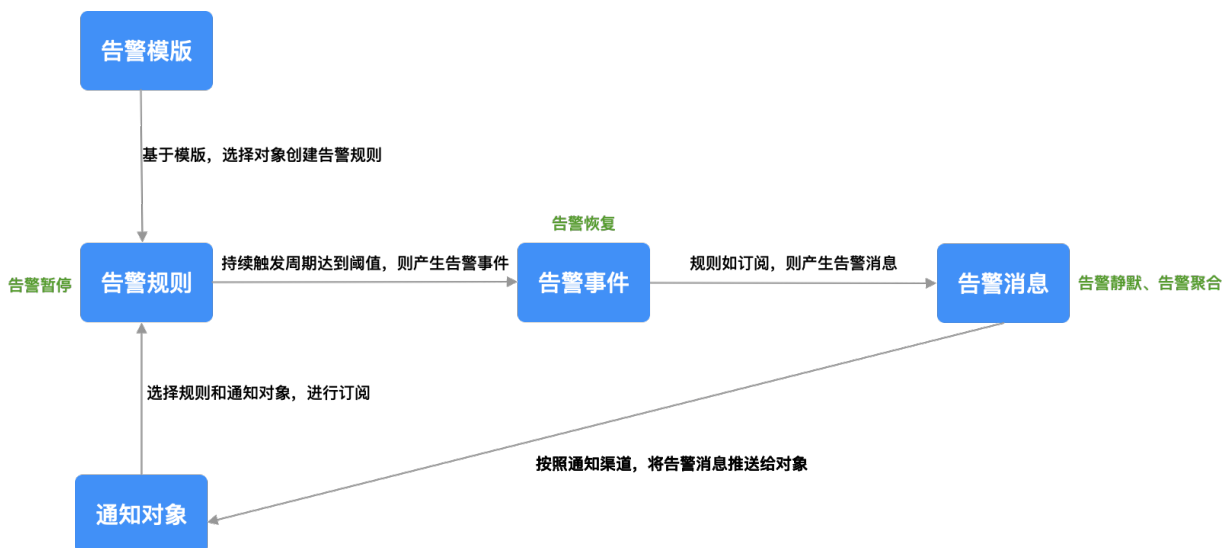 告警模版
基于模版，选择对象创建告警规则
告警恢复
告警暂停
告警规则
持续触发周期达到阈值，则产生告警事件
告警事件
规则如订阅，则产生告警消息
告警消息
告警静默、告警聚合
选择规则和通知对象，进行订阅
按照通知渠道，将告警消息推送给对象
通知对象